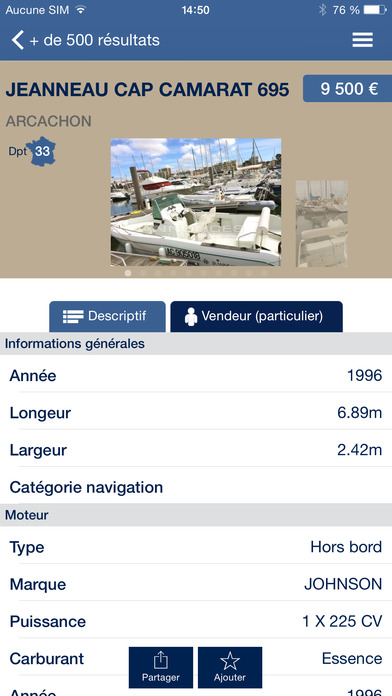 Aucune SIM 14:50 76 %
+ de 500 résultats
JEANNEAU CAP CAMARAT 695 9 500 €
ARCACHON
Dpt 33
AC 905018
Descriptif Vendeur (particulier)
Informations générales
Année 1996
Longeur 6.89m
Largeur 2.42m
Catégorie navigation
Moteur
Type Hors bord
Marque JOHNSON
Puissance 1 X 225 CV
Carburant Essence
Partager Ajouter
Année 1996